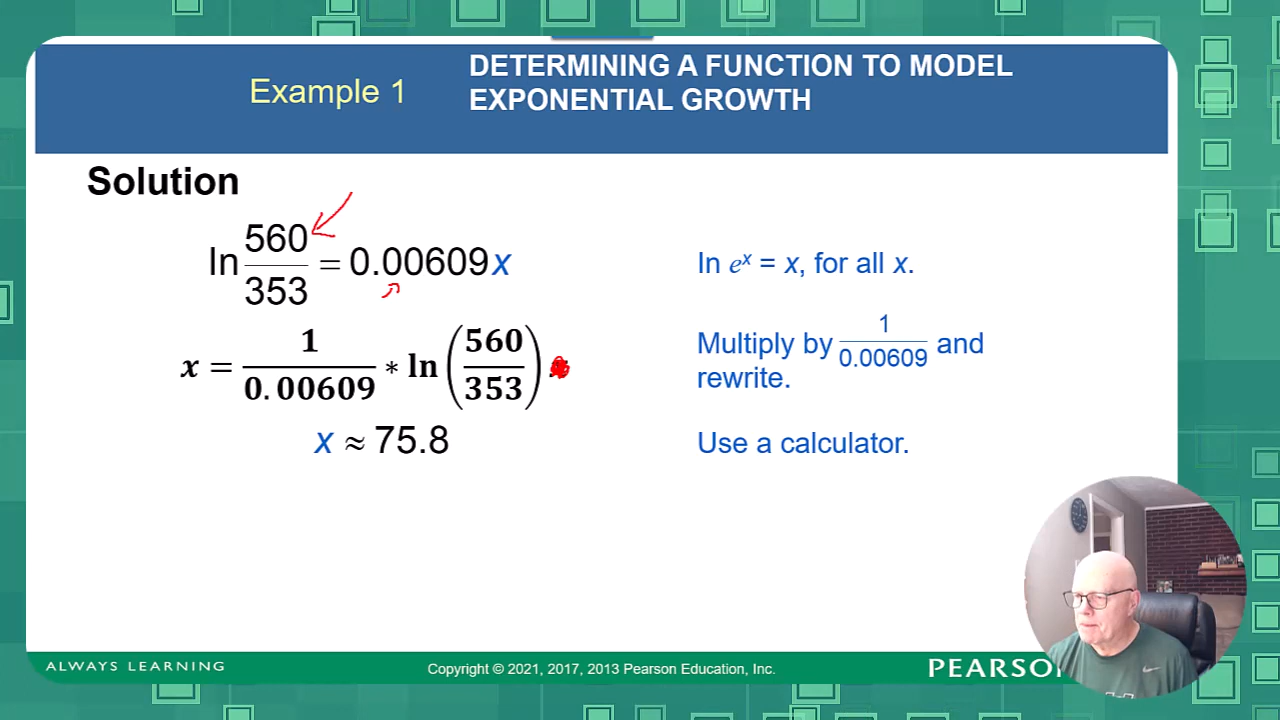 Example 1
DETERMINING A FUNCTION TO MODEL
EXPONENTIAL GROWTH
Solution
ln 560/353 = 0.00609x
ln eˣ = x, for all x.
x = 1/0.00609 * ln(560/353)
Multiply by 1/0.00609 and
rewrite.
x ≈ 75.8
Use a calculator.
ALWAYS LEARNING
Copyright © 2021, 2017, 2013 Pearson Education, Inc.
PEARSON